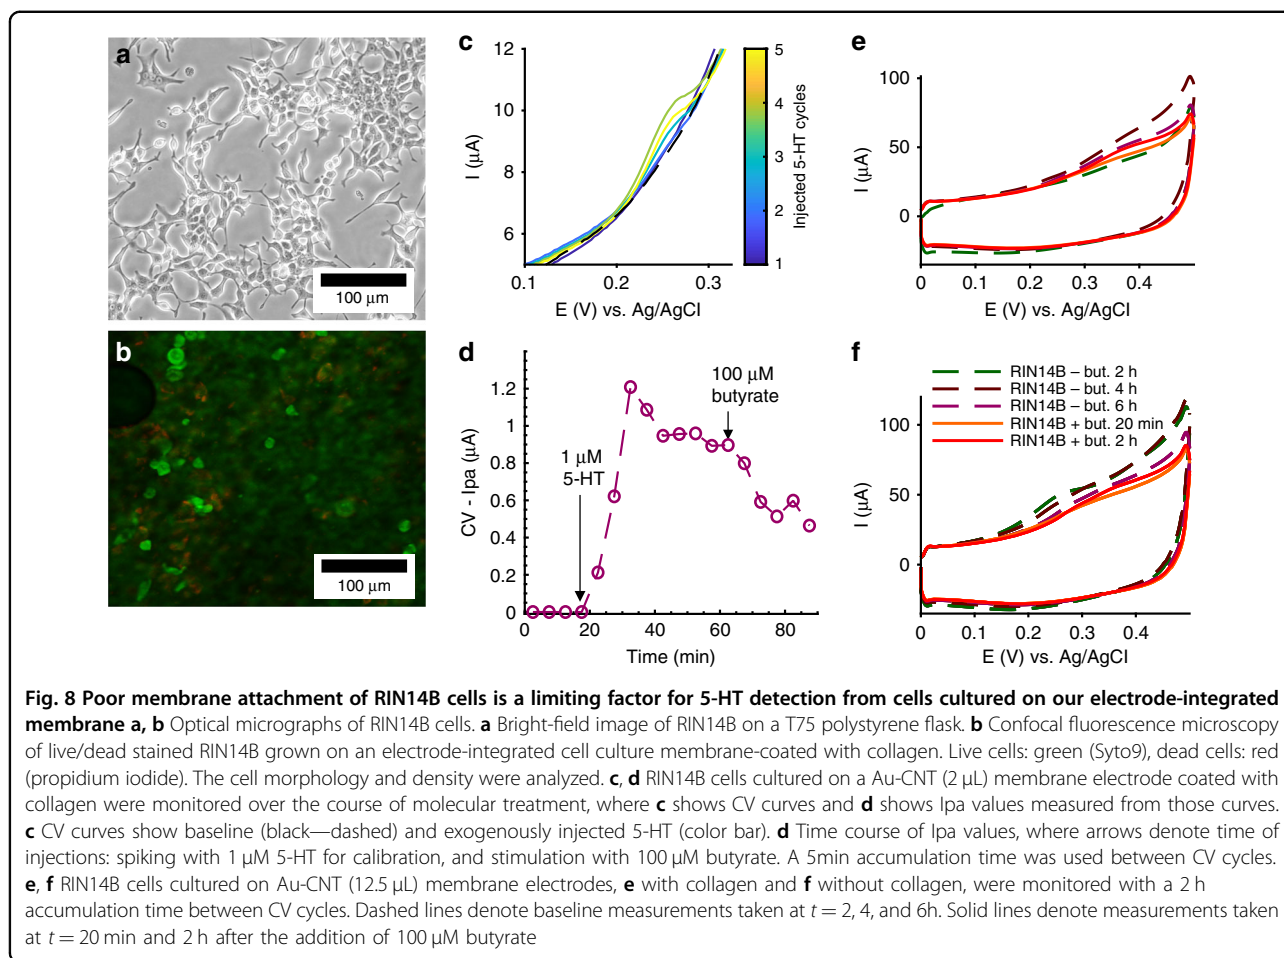 a
100 μm
b
100 μm
c
12
10
8
6
I (μA)
0.1
0.2
0.3
E (V) vs. Ag/AgCl
5
4
3
2
1
Injected 5-HT cycles
d
1.2
1
0.8
0.6
0.4
0.2
0
CV - Ipa (μA)
1 μM
5-HT
100 μM
butyrate
0
20
40
60
80
Time (min)
e
100
50
0
I (μA)
0
0.1
0.2
0.3
0.4
E (V) vs. Ag/AgCl
f
RIN14B – but. 2 h
RIN14B – but. 4 h
RIN14B – but. 6 h
RIN14B + but. 20 min
RIN14B + but. 2 h
100
50
0
I (μA)
0
0.1
0.2
0.3
0.4
E (V) vs. Ag/AgCl
Fig. 8 Poor membrane attachment of RIN14B cells is a limiting factor for 5-HT detection from cells cultured on our electrode-integrated
membrane a, b Optical micrographs of RIN14B cells. a Bright-field image of RIN14B on a T75 polystyrene flask. b Confocal fluorescence microscopy
of live/dead stained RIN14B grown on an electrode-integrated cell culture membrane-coated with collagen. Live cells: green (Syto9), dead cells: red
(propidium iodide). The cell morphology and density were analyzed. c, d RIN14B cells cultured on a Au-CNT (2 μL) membrane electrode coated with
collagen were monitored over the course of molecular treatment, where c shows CV curves and d shows Ipa values measured from those curves.
c CV curves show baseline (black—dashed) and exogenously injected 5-HT (color bar). d Time course of Ipa values, where arrows denote time of
injections: spiking with 1 μM 5-HT for calibration, and stimulation with 100 μM butyrate. A 5min accumulation time was used between CV cycles.
e, f RIN14B cells cultured on Au-CNT (12.5 μL) membrane electrodes, e with collagen and f without collagen, were monitored with a 2 h
accumulation time between CV cycles. Dashed lines denote baseline measurements taken at t = 2, 4, and 6h. Solid lines denote measurements taken
at t = 20 min and 2 h after the addition of 100 μM butyrate